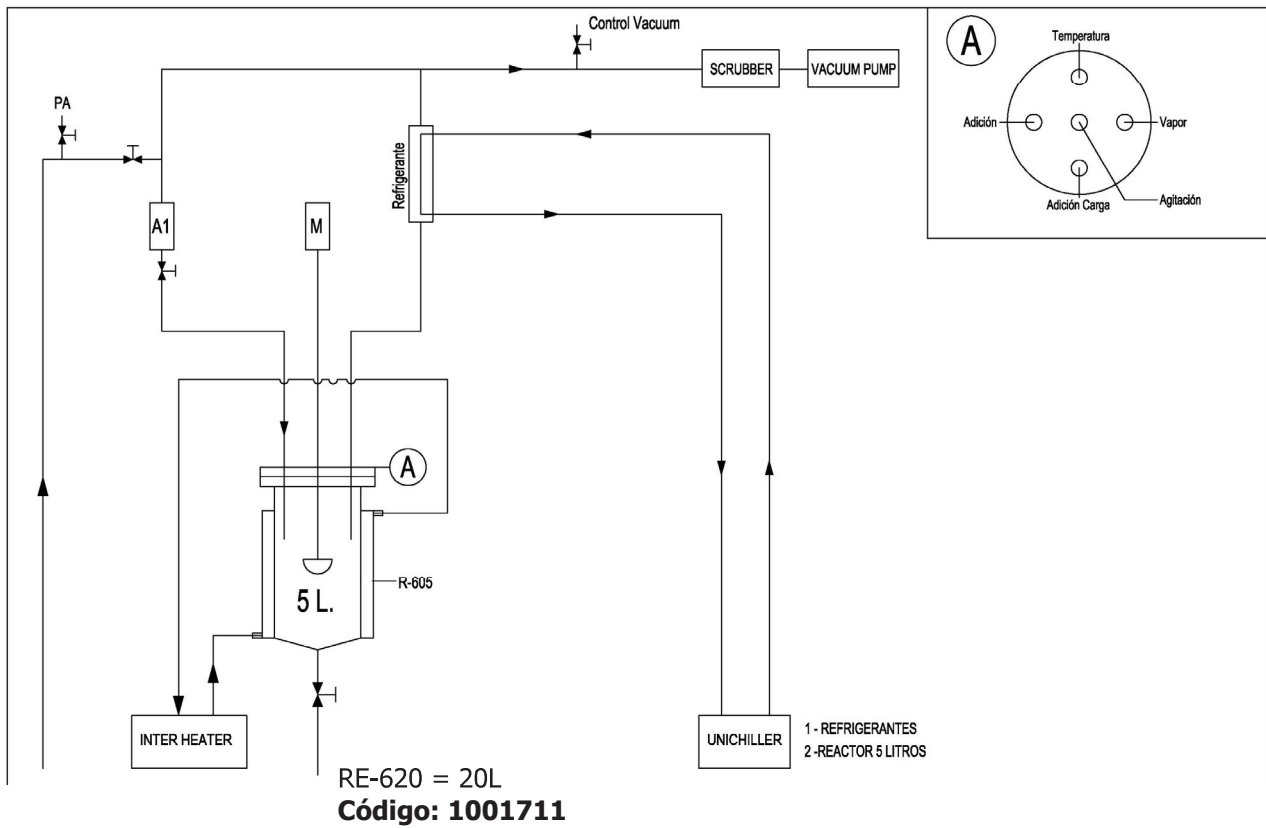 Control Vacuum
SCRUBBER
VACUUM PUMP
A
Temperatura
Adición
Vapor
Adición Carga
Agitación
PA
Refrigerante
A1
M
A
R-605
5 L.
INTER HEATER
UNICHILLER
1 - REFRIGERANTES
2 -REACTOR 5 LITROS
RE-620 = 20L
Código: 1001711